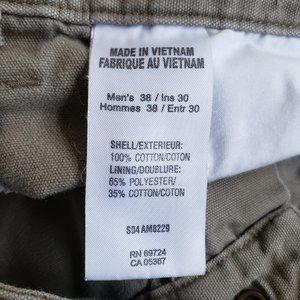 MADE IN VIETNAM
FABRIQUE AU VIETNAM
Men's 38 / Ins 30
Hommes 38 / Entr 30
SHELL/EXTERIEUR:
100% COTTON/COTON
LINING/DOUBLURE:
65% POLYESTER/
35% COTTON/COTON
S04 AM8229
RN 69724
CA 05367